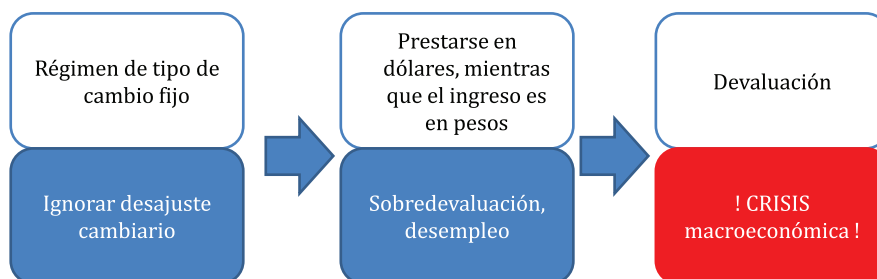 Régimen de tipo de
cambio fijo
Ignorar desajuste
cambiario
Prestarse en
dólares, mientras
que el ingreso es
en pesos
Sobredevaluación,
desempleo
Devaluación
! CRISIS
macroeconómica !